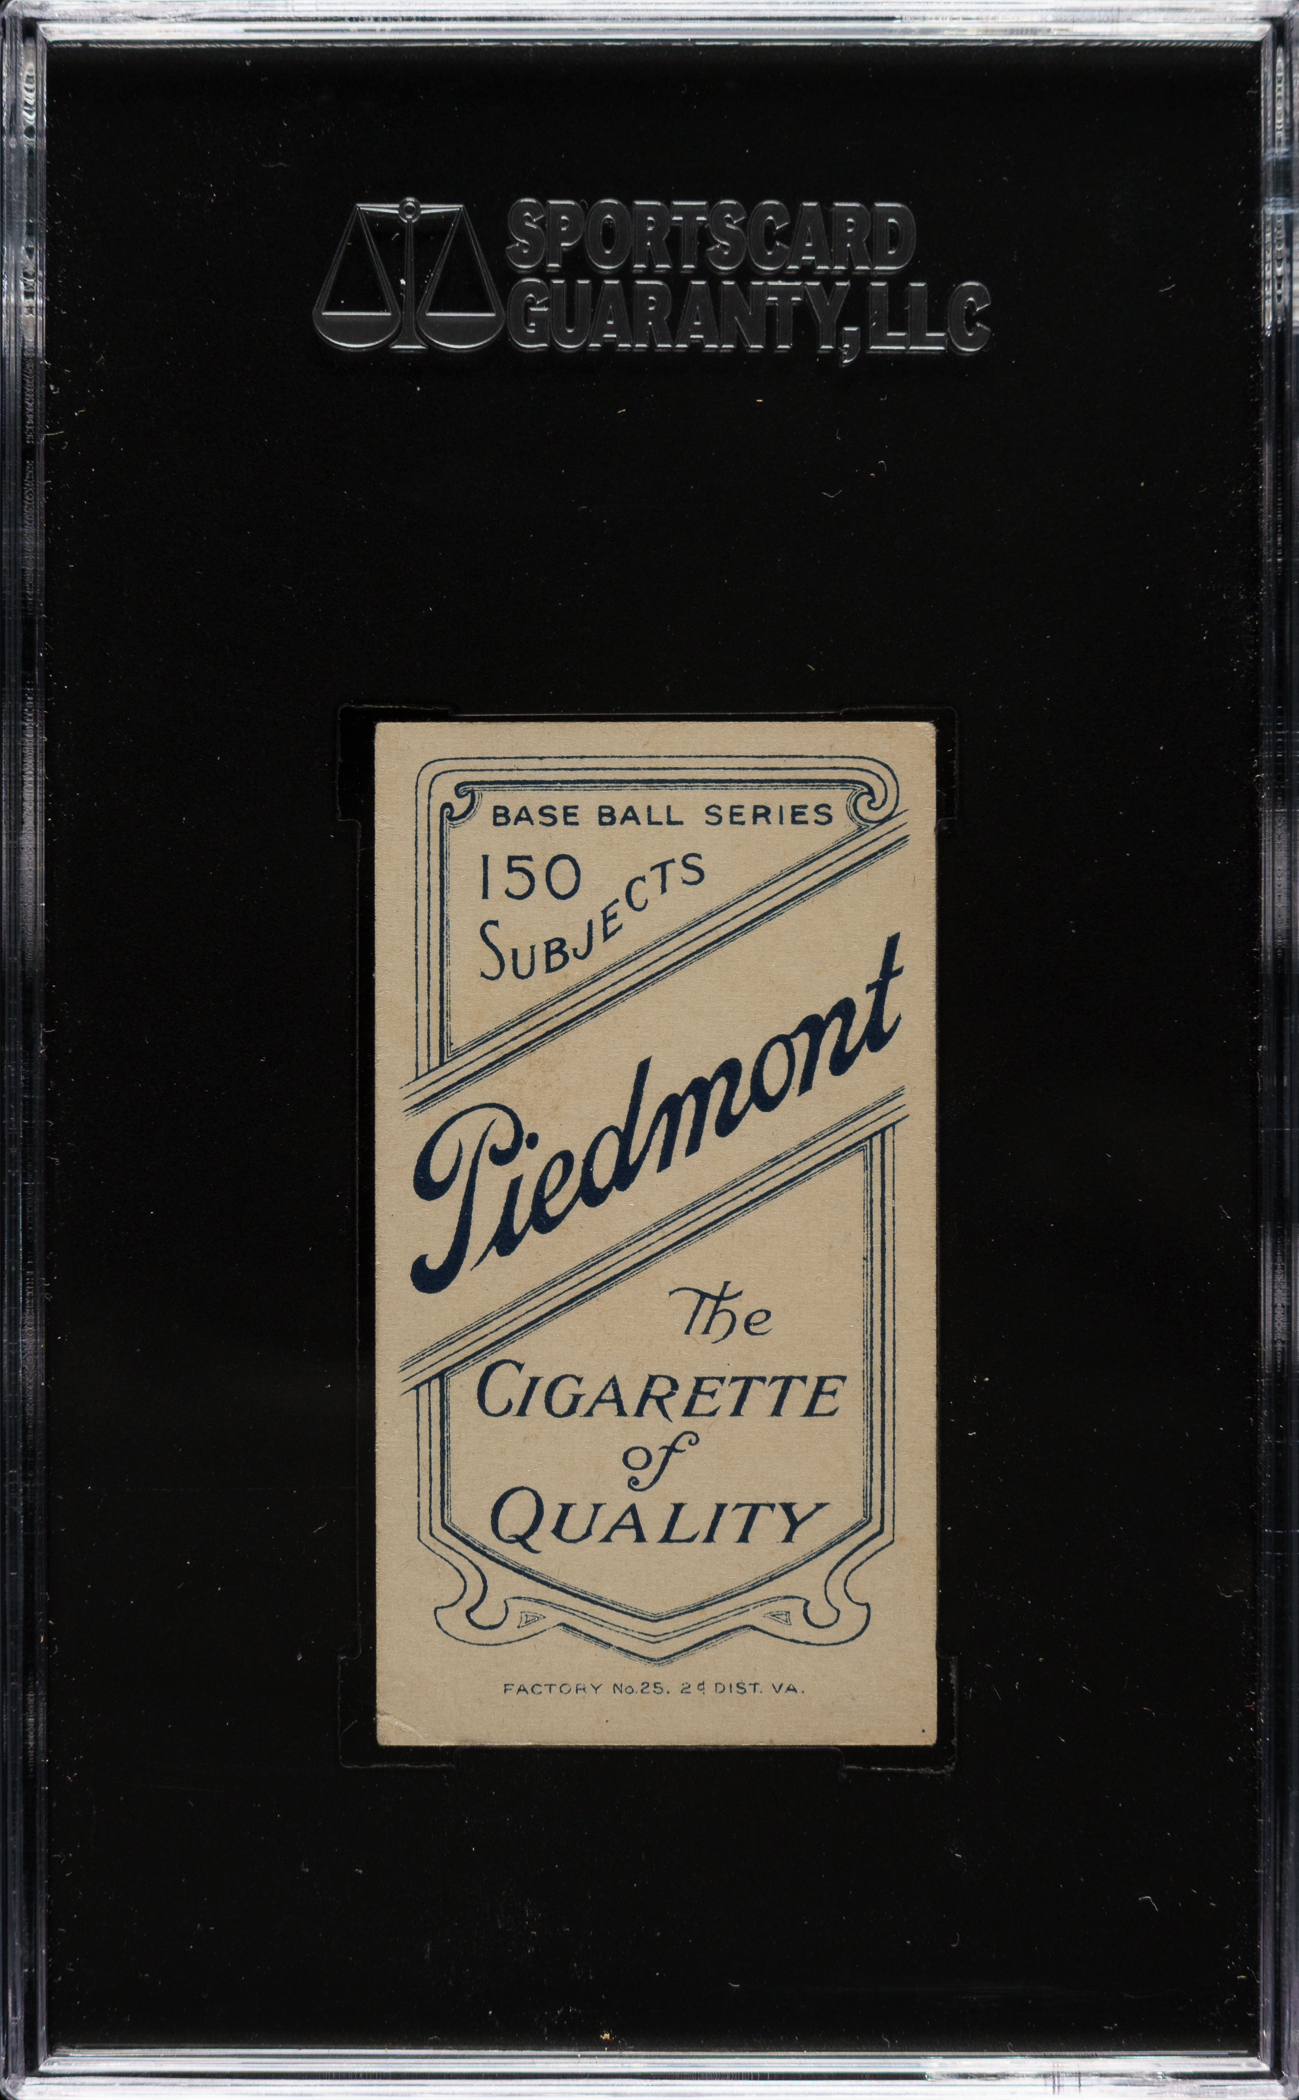 SPORTSCARD
GUARANTY, LLC
BASE BALL SERIES
150
SUBJECTS
Piedmont
The
CIGARETTE
of
QUALITY
FACTORY No. 25. 2d DIST. VA.